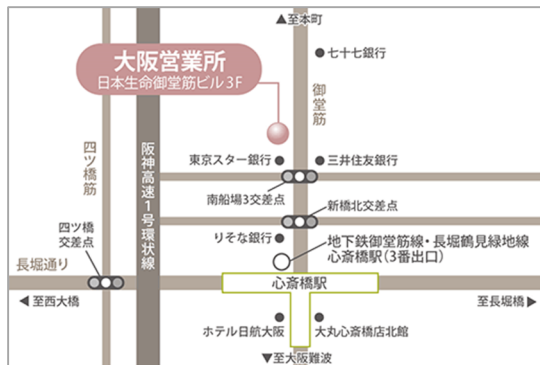 ▲至本町
七十七銀行
大阪営業所
日本生命御堂筋ビル3F
御堂筋
四ツ橋筋
阪神高速1号環状線
東京スター銀行
三井住友銀行
南船場3交差点
新橋北交差点
四ツ橋
交差点
りそな銀行
地下鉄御堂筋線・長堀鶴見緑地線
心斎橋駅(3番出口)
長堀通り
心斎橋駅
◀至西大橋
至長堀橋▶
ホテル日航大阪
大丸心斎橋店北館
▼至大阪難波